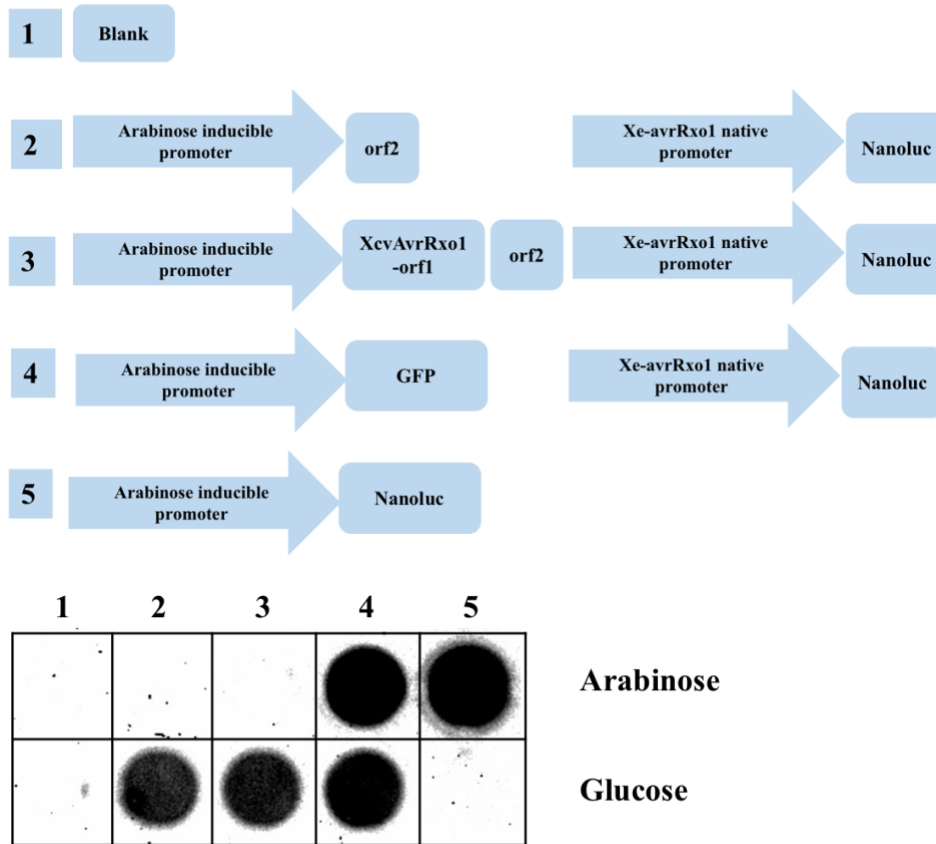 1
Blank
2
Arabinose inducible
promoter
orf2
Xe-avrRxo1 native
promoter
Nanoluc
3
Arabinose inducible
promoter
XcvAvrRxo1
-orf1
orf2
Xe-avrRxo1 native
promoter
Nanoluc
4
Arabinose inducible
promoter
GFP
Xe-avrRxo1 native
promoter
Nanoluc
5
Arabinose inducible
promoter
Nanoluc
1 2 3 4 5
Arabinose
Glucose